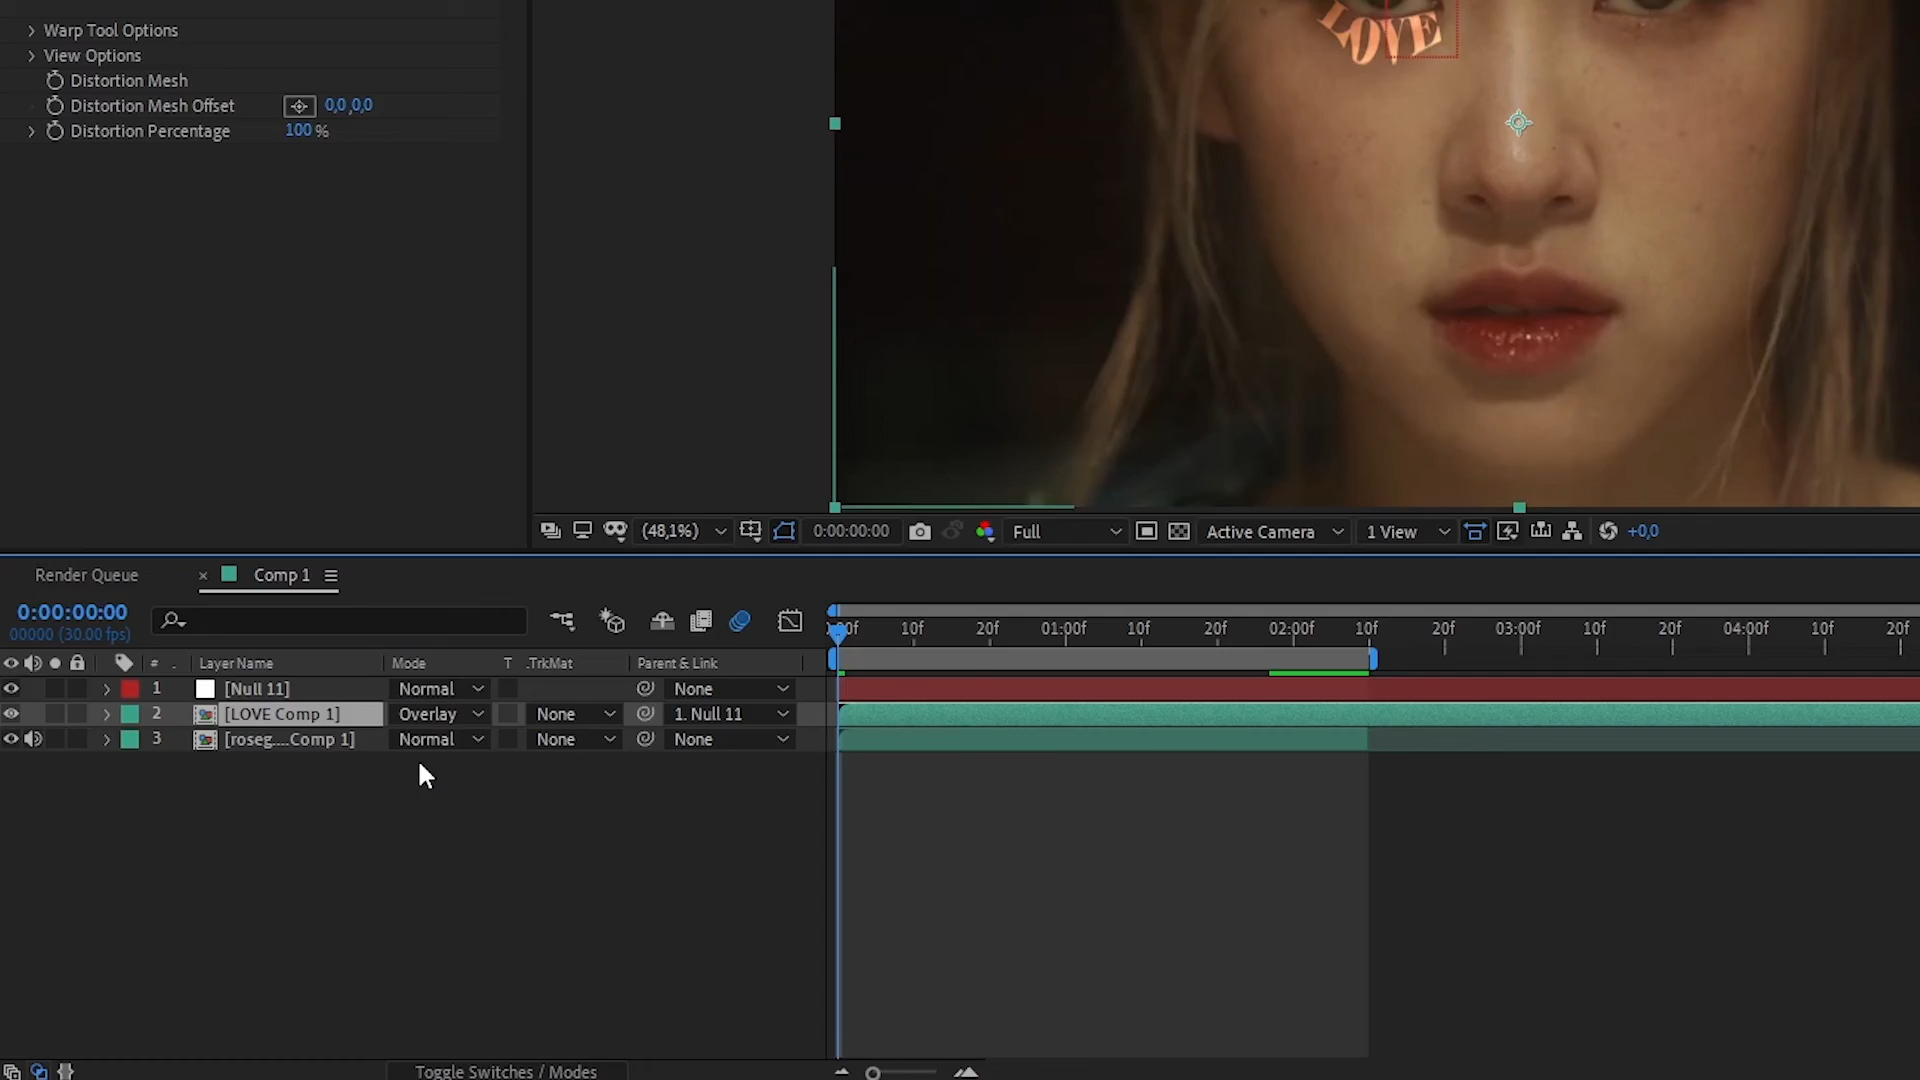 Warp Tool Options
View Options
Distortion Mesh
Distortion Mesh Offset 0,0,0,0
Distortion Percentage 100 %
LOVE
(48,1%) 0:00:00:00 Full Active Camera 1 View +0,0
Render Queue × Comp 1
0:00:00:00
00000 (30.00 fps)
00f 10f 20f 01:00f 10f 20f 02:00f 10f 20f 03:00f 10f 20f 04:00f 10f 20f
# . Layer Name Mode T .TrkMat Parent & Link
1 [Null 11] Normal None
2 [LOVE Comp 1] Overlay None 1. Null 11
3 [roseg....Comp 1] Normal None None
Toggle Switches / Modes